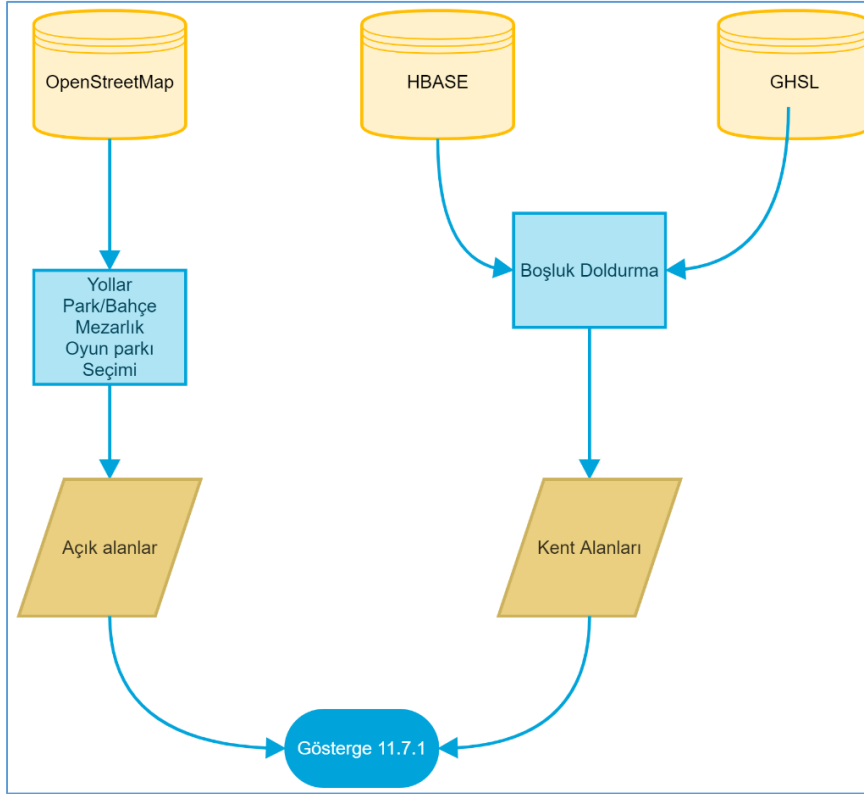 OpenStreetMap
HBASE
GHSL
Yollar
Park/Bahçe
Mezarlık
Oyun parkı
Seçimi
Boşluk Doldurma
Açık alanlar
Kent Alanları
Gösterge 11.7.1